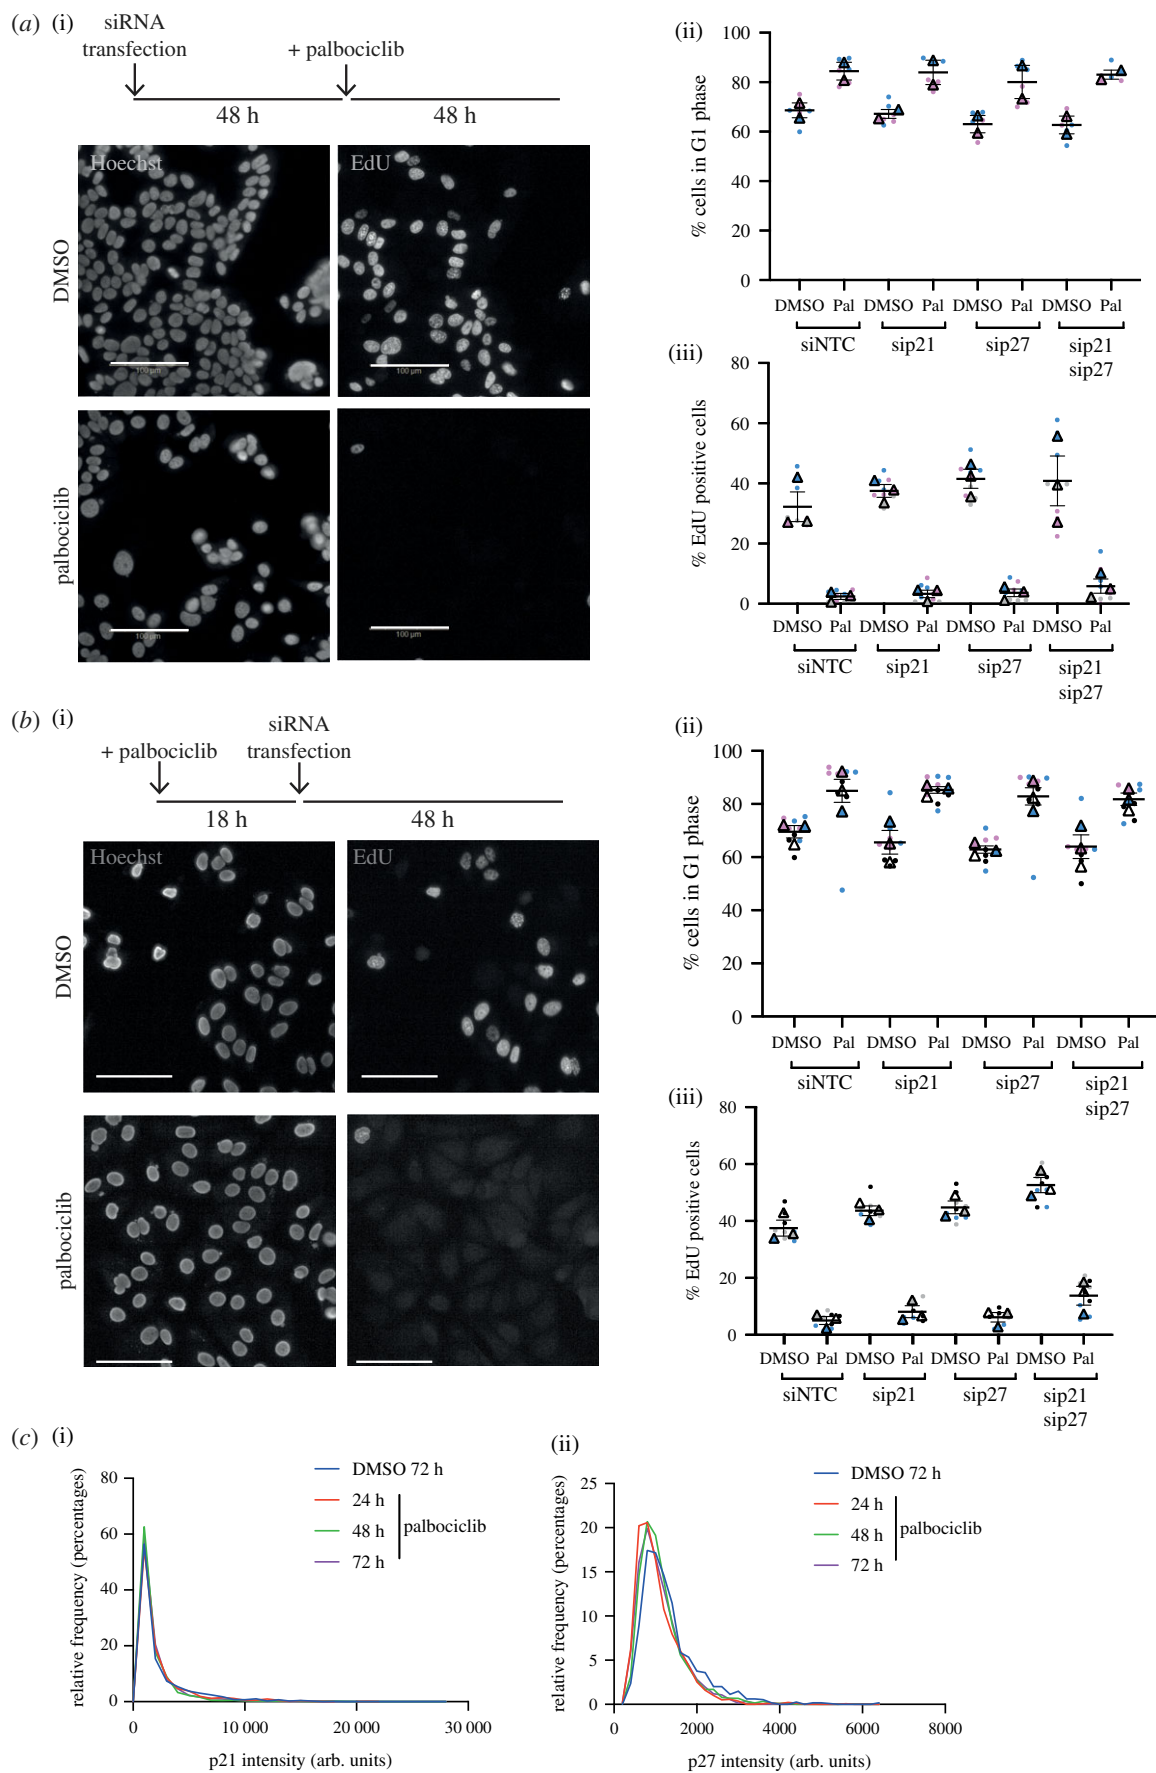 (a) (i)
siRNA
transfection
+ palbociclib
48 h
48 h
Hoechst
EdU
DMSO
100 µm
100 µm
palbociclib
100 µm
100 µm
(ii)
% cells in G1 phase
100
80
60
40
20
0
DMSO Pal DMSO Pal DMSO Pal DMSO Pal
siNTC sip21 sip27 sip21
sip27
(iii)
% EdU positive cells
80
60
40
20
0
DMSO Pal DMSO Pal DMSO Pal DMSO Pal
siNTC sip21 sip27 sip21
sip27
(b) (i)
+ palbociclib
siRNA
transfection
18 h
48 h
Hoechst
EdU
DMSO
palbociclib
(ii)
% cells in G1 phase
100
80
60
40
20
0
DMSO Pal DMSO Pal DMSO Pal DMSO Pal
siNTC sip21 sip27 sip21
sip27
(iii)
% EdU positive cells
80
60
40
20
0
DMSO Pal DMSO Pal DMSO Pal DMSO Pal
siNTC sip21 sip27 sip21
sip27
(c) (i)
relative frequency (percentages)
80
60
40
20
0
0 10 000 20 000 30 000
p21 intensity (arb. units)
DMSO 72 h
24 h
48 h
72 h
palbociclib
(ii)
relative frequency (percentages)
25
20
15
10
5
0
0 2000 4000 6000 8000
p27 intensity (arb. units)
DMSO 72 h
24 h
48 h
72 h
palbociclib